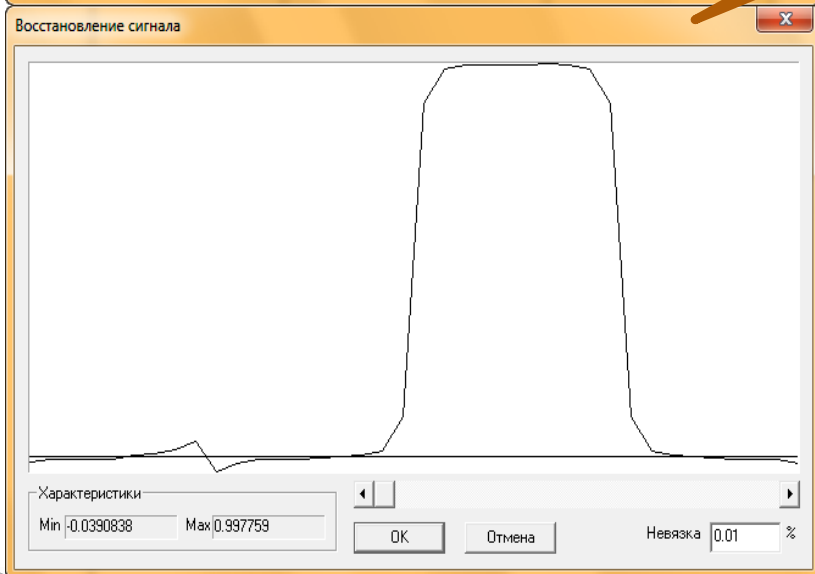 Восстановление сигнала
Характеристики
Min -0.0390838 Max 0.997759
OK Отмена Невязка 0.01 %